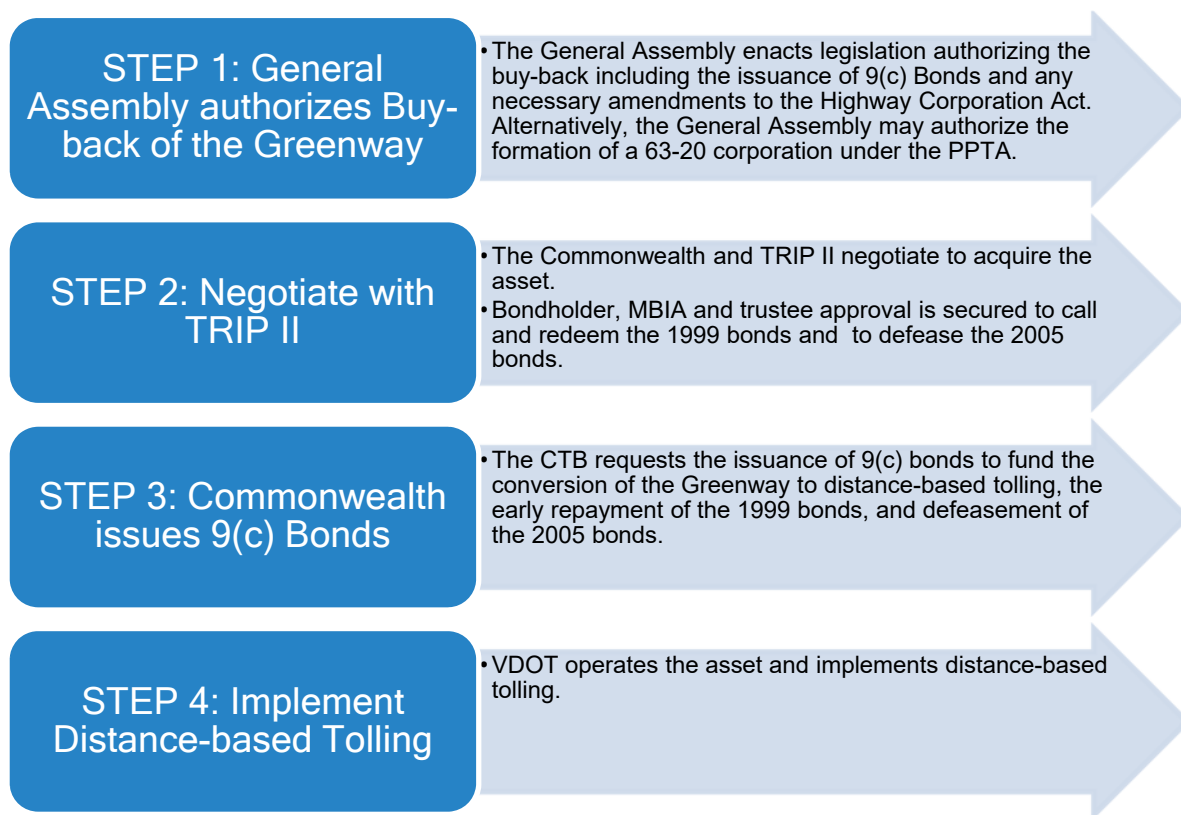 STEP 1: General
Assembly authorizes Buy-
back of the Greenway
• The General Assembly enacts legislation authorizing the
buy-back including the issuance of 9(c) Bonds and any
necessary amendments to the Highway Corporation Act.
Alternatively, the General Assembly may authorize the
formation of a 63-20 corporation under the PPTA.
STEP 2: Negotiate with
TRIP II
• The Commonwealth and TRIP II negotiate to acquire the
asset.
• Bondholder, MBIA and trustee approval is secured to call
and redeem the 1999 bonds and  to defease the 2005
bonds.
STEP 3: Commonwealth
issues 9(c) Bonds
• The CTB requests the issuance of 9(c) bonds to fund the
conversion of the Greenway to distance-based tolling, the
early repayment of the 1999 bonds, and defeasement of
the 2005 bonds.
STEP 4: Implement
Distance-based Tolling
• VDOT operates the asset and implements distance-based
tolling.